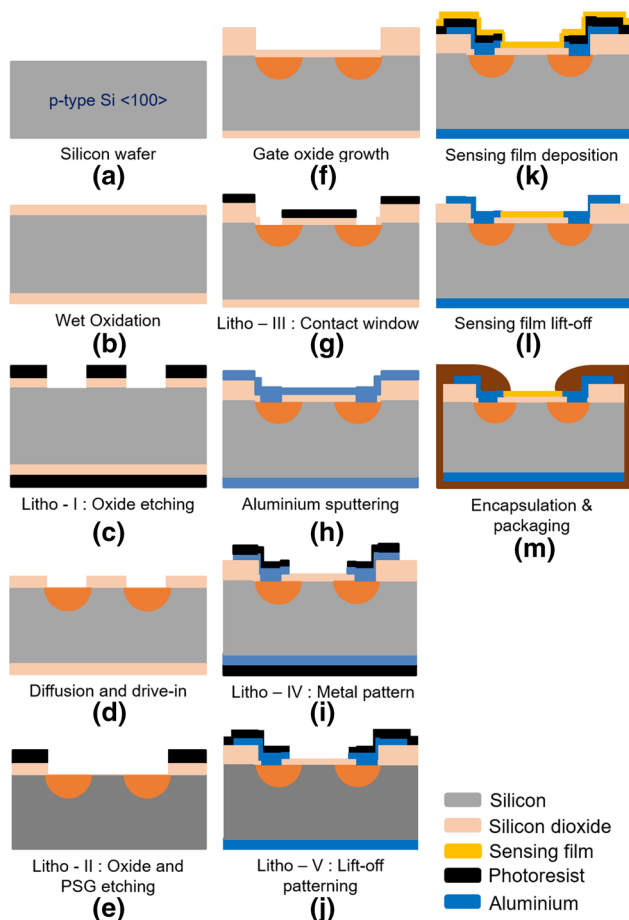 p-type Si <100>
Silicon wafer
(a)
Wet Oxidation
(b)
Litho - I : Oxide etching
(c)
Diffusion and drive-in
(d)
Litho - II : Oxide and
PSG etching
(e)
Gate oxide growth
(f)
Litho – III : Contact window
(g)
Aluminium sputtering
(h)
Litho – IV : Metal pattern
(i)
Litho – V : Lift-off
patterning
(j)
Sensing film deposition
(k)
Sensing film lift-off
(l)
Encapsulation &
packaging
(m)
Silicon
Silicon dioxide
Sensing film
Photoresist
Aluminium